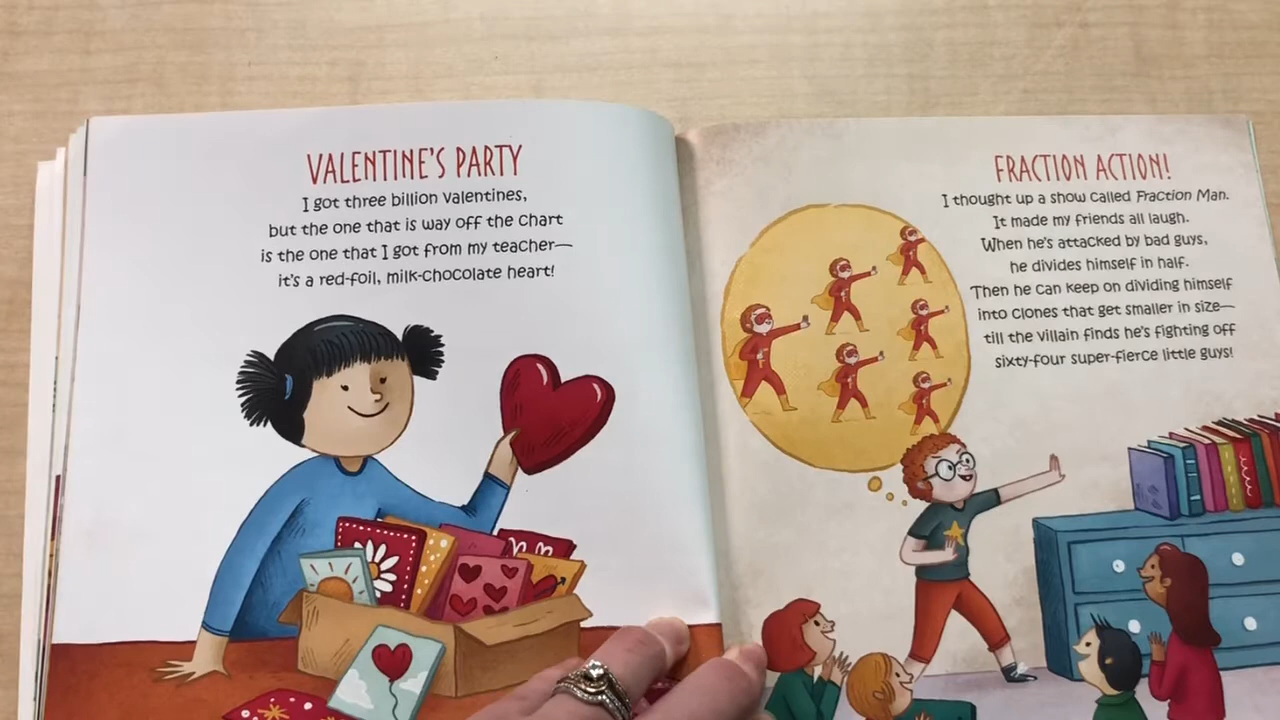 VALENTINE'S PARTY
I got three billion valentines,
but the one that is way off the chart
is the one that I got from my teacher—
it's a red-foil, milk-chocolate heart!
FRACTION ACTION!
I thought up a show called Fraction Man.
It made my friends all laugh.
When he's attacked by bad guys,
he divides himself in half.
Then he can keep on dividing himself
into clones that get smaller in size—
till the villain finds he's fighting off
sixty-four super-fierce little guys!